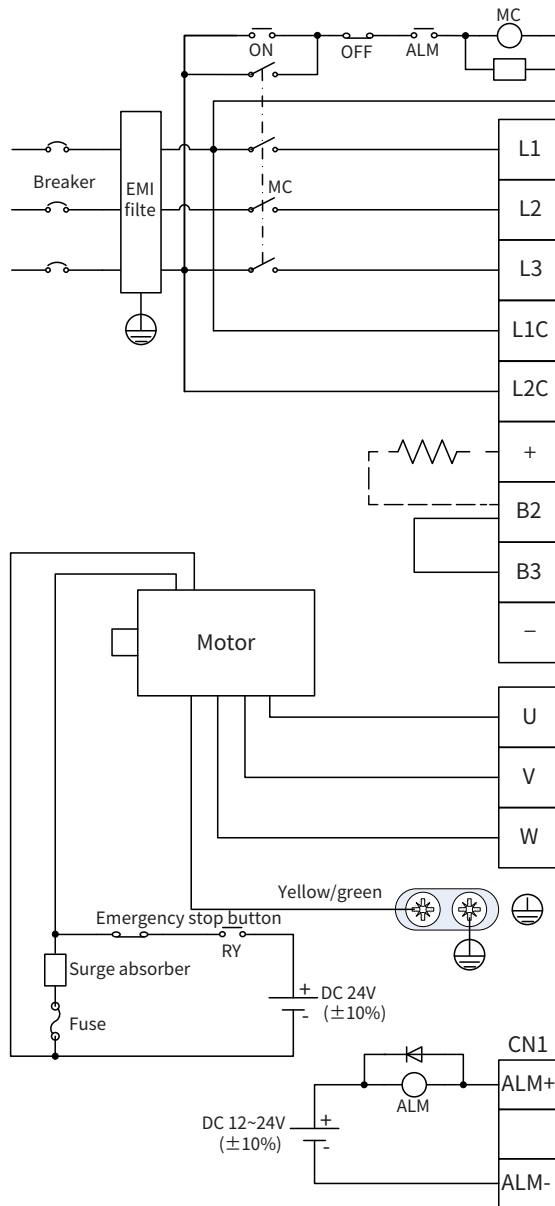 MC
ON
OFF
ALM
L1
Breaker
EMI
filte
MC
L2
L3
L1C
L2C
+
B2
B3
−
Motor
U
V
W
Yellow/green
Emergency stop button
RY
Surge absorber
+
DC 24V
(±10%)
-
Fuse
CN1
ALM+
ALM
DC 12~24V
(±10%)
+
-
ALM-